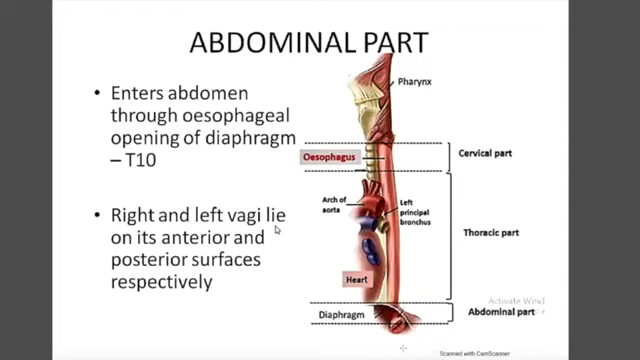 ABDOMINAL PART
• Enters abdomen
through oesophageal
opening of diaphragm
– T10
• Right and left vagi lie
on its anterior and
posterior surfaces
respectively
Pharynx
Oesophagus
Cervical part
Arch of
aorta
Left
principal
bronchus
Thoracic part
Heart
Diaphragm
Abdominal part
Activate Wind
Scanned with CamScanner